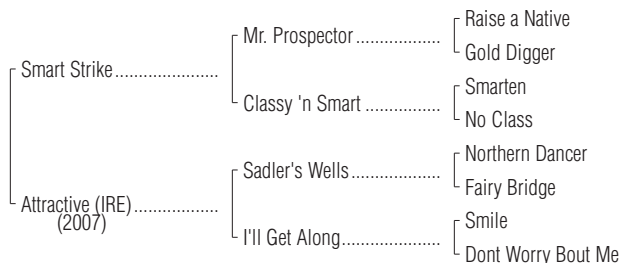 Raise a Native
Mr. Prospector
Gold Digger
Smart Strike
Smarten
Classy 'n Smart
No Class
Northern Dancer
Sadler's Wells
Fairy Bridge
Attractive (IRE)
(2007)
Smile
I'll Get Along
Dont Worry Bout Me